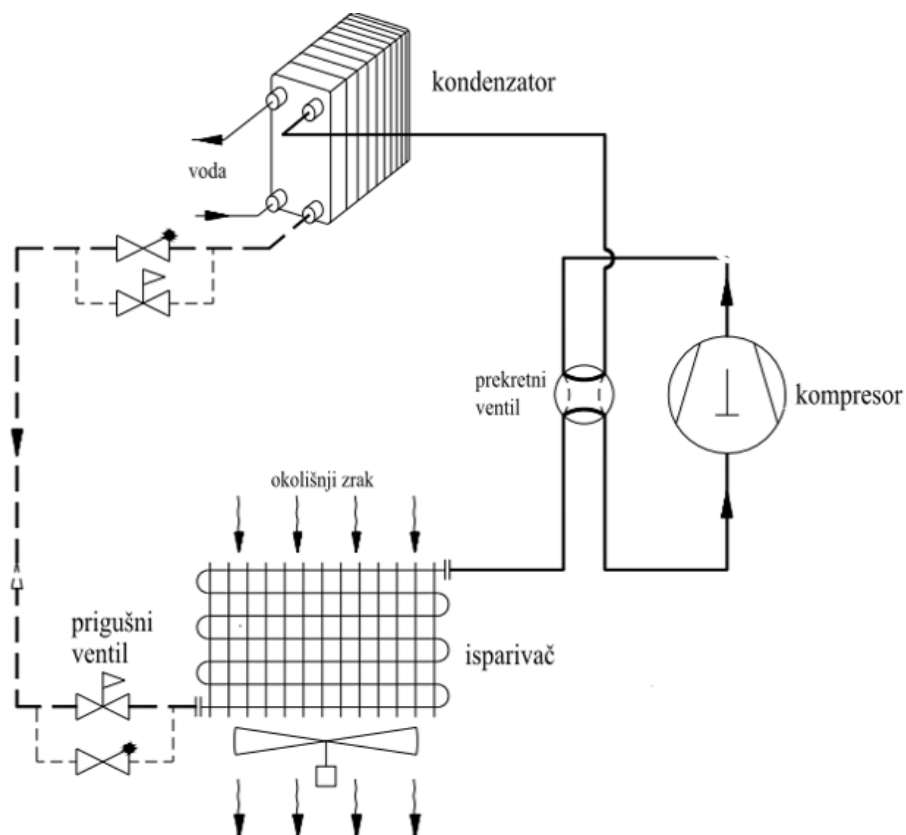 kondenzator
voda
prekretni
ventil
kompresor
okolišnji zrak
prigušni
ventil
isparivač